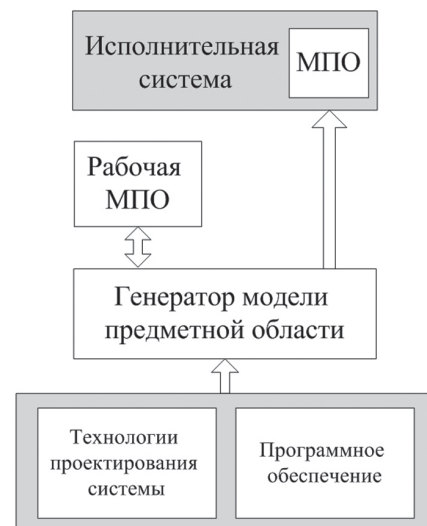 Исполнительная
система
МПО
Рабочая
МПО
Генератор модели
предметной области
Технологии
проектирования
системы
Программное
обеспечение